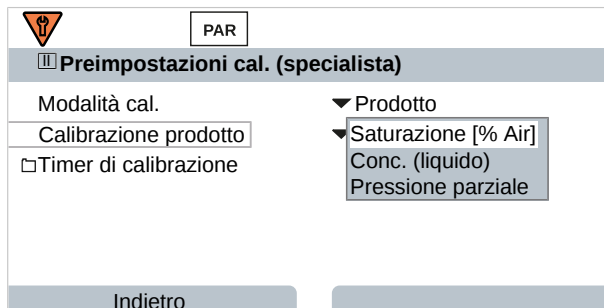 PAR
II Preimpostazioni cal. (specialista)
Modalità cal. Prodotto
Calibrazione prodotto Saturazione [% Air]
Timer di calibrazione Conc. (liquido)
Pressione parziale
Indietro